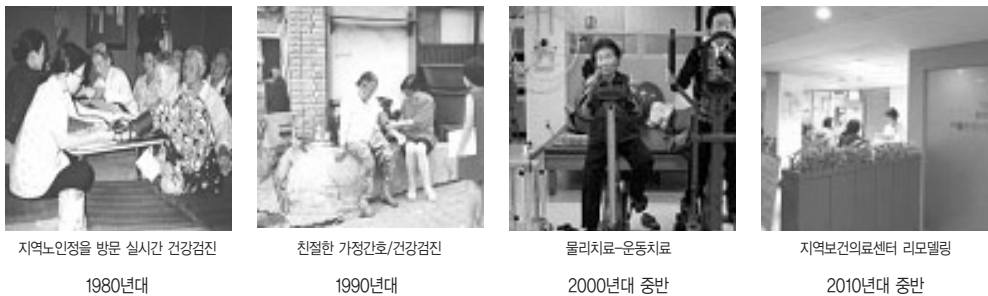 지역노인정을 방문 실시간 건강검진
친절한 가정간호/건강검진
물리치료-운동치료
지역보건의료센터 리모델링
1980년대
1990년대
2000년대 중반
2010년대 중반